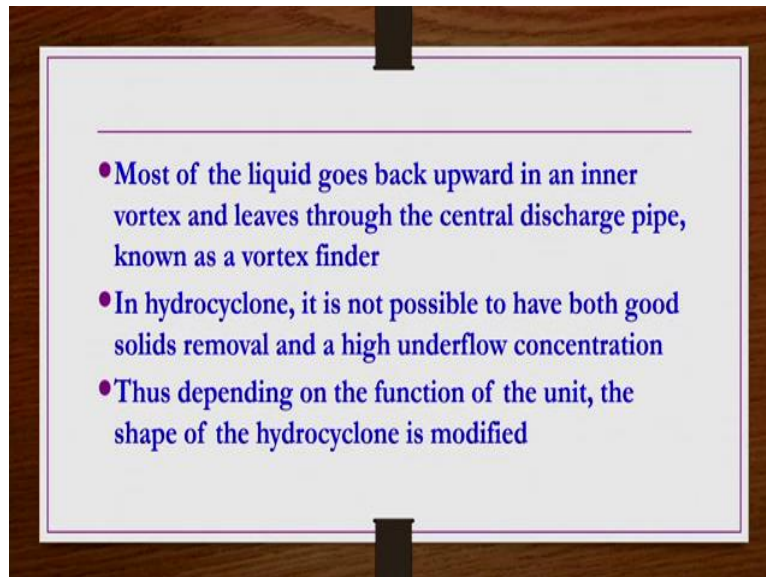 •Most of the liquid goes back upward in an inner
vortex and leaves through the central discharge pipe,
known as a vortex finder
•In hydrocyclone, it is not possible to have both good
solids removal and a high underflow concentration
•Thus depending on the function of the unit, the
shape of the hydrocyclone is modified